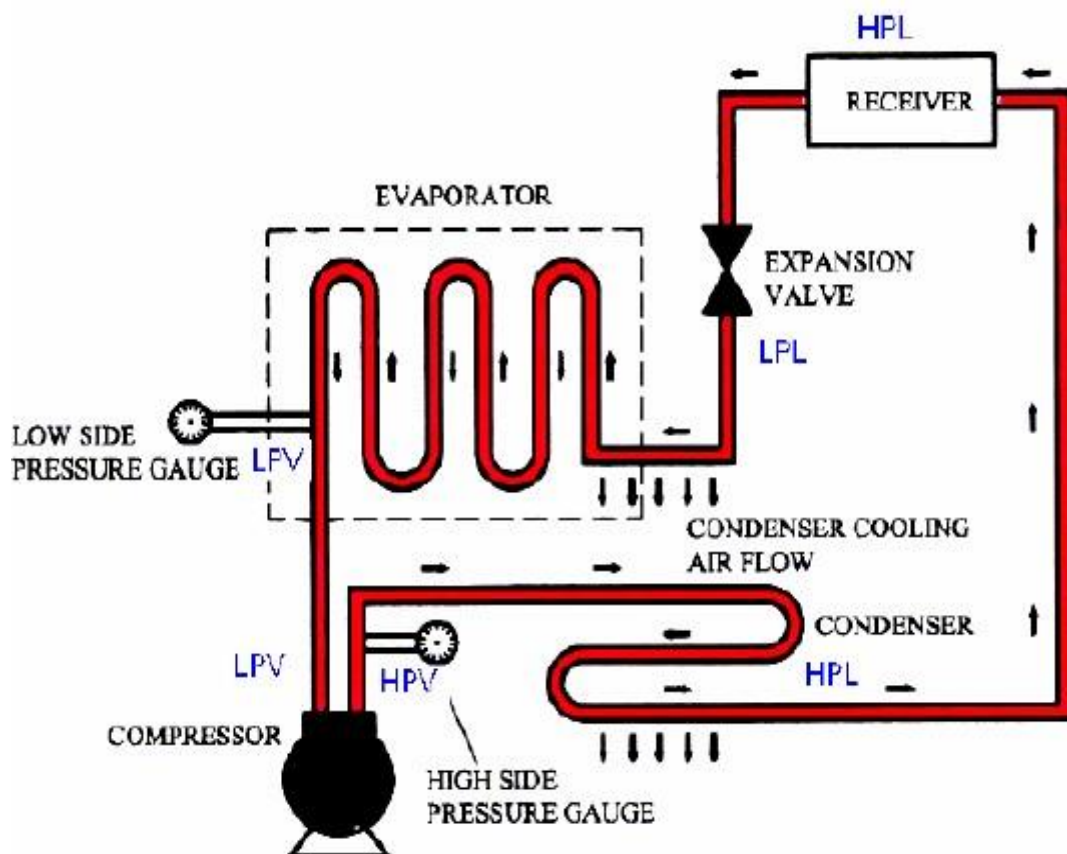 HPL
RECEIVER
EVAPORATOR
EXPANSION
VALVE
LPL
LOW SIDE
PRESSURE GAUGE
LPV
CONDENSER COOLING
AIR FLOW
CONDENSER
LPV
HPV
HPL
COMPRESSOR
HIGH SIDE
PRESSURE GAUGE